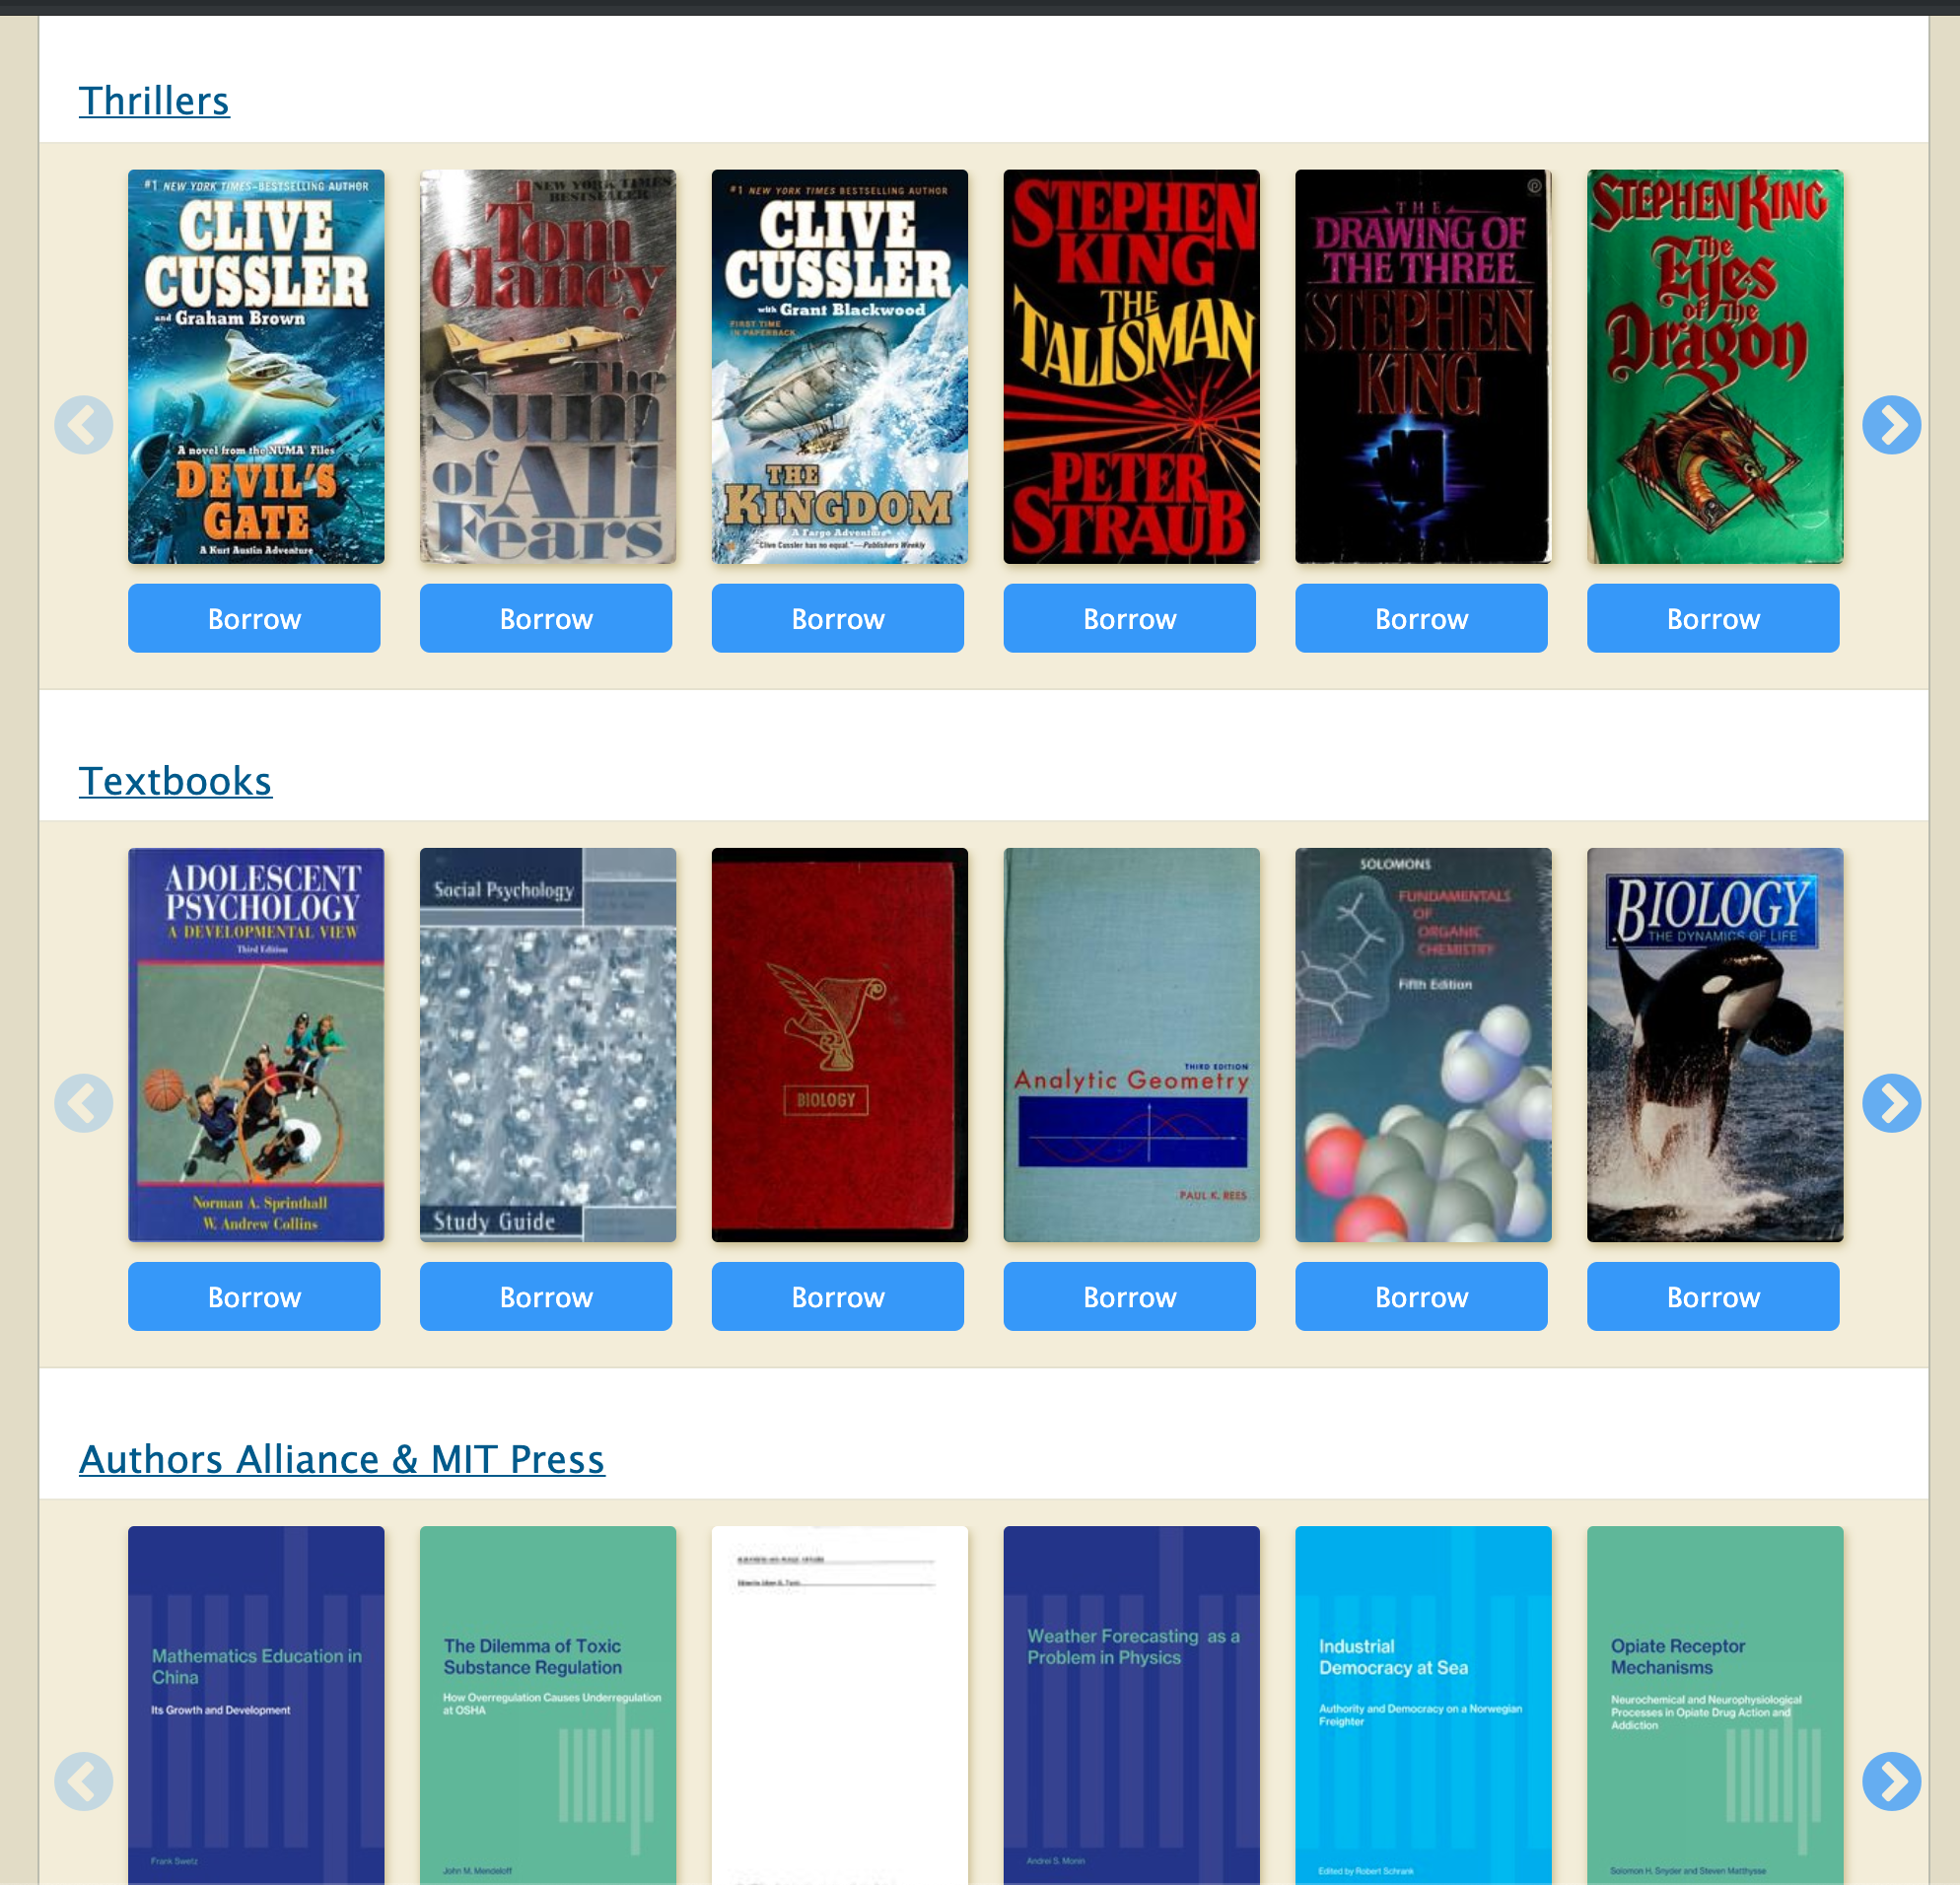 Thrillers
#1 NEW YORK TIMES-BESTSELLING AUTHOR
CLIVE
CUSSLER
and Graham Brown
A novel from the NUMA Files
DEVIL'S
GATE
A Kurt Austin Adventure
NEW YORK TIMES
BESTSELLER
Tom
Clancy
The
Sum
of All
Fears
#1 NEW YORK TIMES BESTSELLING AUTHOR
CLIVE
CUSSLER
with Grant Blackwood
FIRST TIME
IN PAPERBACK
THE
KINGDOM
A Fargo Adventure
"Clive Cussler has no equal."—Publishers Weekly
STEPHEN
KING
THE
TALISMAN
PETER
STRAUB
THE
DRAWING OF
THE THREE
STEPHEN
KING
STEPHEN KING
The
Eyes
of the
Dragon
Borrow
Borrow
Borrow
Borrow
Borrow
Borrow
Textbooks
ADOLESCENT
PSYCHOLOGY
A DEVELOPMENTAL VIEW
Third Edition
Norman A. Sprinthall
W. Andrew Collins
Social Psychology
Study Guide
BIOLOGY
THIRD EDITION
Analytic Geometry
PAUL K. REES
SOLOMONS
FUNDAMENTALS
OF
ORGANIC
CHEMISTRY
Fifth Edition
BIOLOGY
THE DYNAMICS OF LIFE
Borrow
Borrow
Borrow
Borrow
Borrow
Borrow
Authors Alliance & MIT Press
Mathematics Education in
China
Its Growth and Development
Frank Swetz
The Dilemma of Toxic
Substance Regulation
How Overregulation Causes Underregulation
at OSHA
John M. Mendeloff
Weather Forecasting as a
Problem in Physics
Andrei S. Monin
Industrial
Democracy at Sea
Authority and Democracy on a Norwegian
Freighter
Edited by Robert Schrank
Opiate Receptor
Mechanisms
Neurochemical and Neurophysiological
Processes in Opiate Drug Action and
Addiction
Solomon H. Snyder and Steven Matthysse